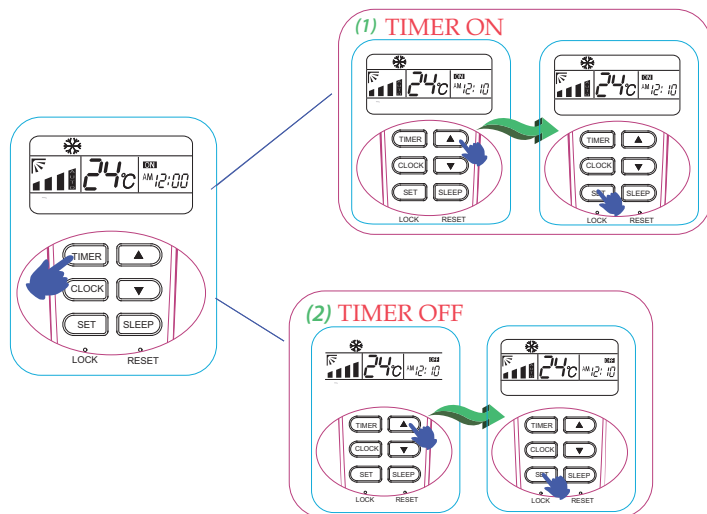 ON
24°C
AM 12:00
TIMER
CLOCK
SET SLEEP
LOCK RESET
(1) TIMER ON
ON
24°C
AM 12:10
TIMER
CLOCK
SET SLEEP
LOCK RESET
ON
24°C
AM 12:10
TIMER
CLOCK
SET SLEEP
LOCK RESET
(2) TIMER OFF
OFF
24°C
AM 12:10
TIMER
CLOCK
SET SLEEP
LOCK RESET
OFF
24°C
AM 12:10
TIMER
CLOCK
SET SLEEP
LOCK RESET